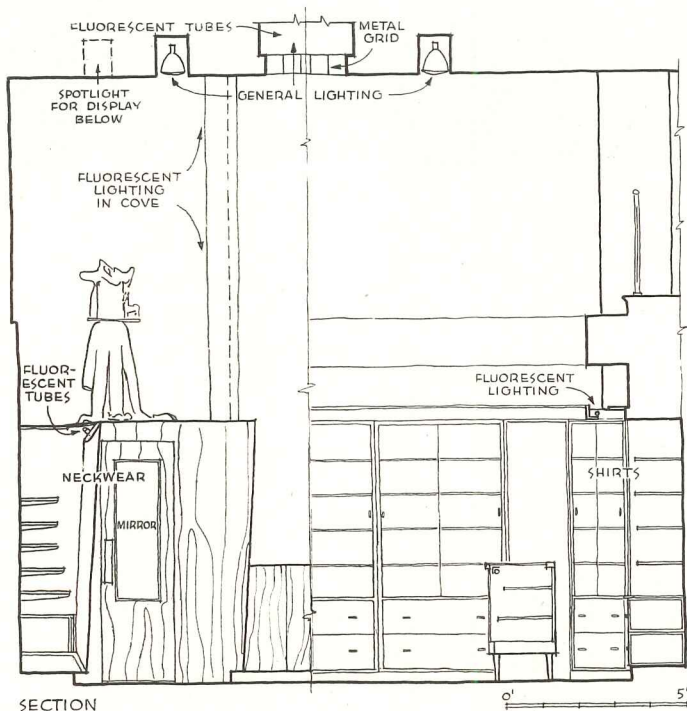 FLUORESCENT TUBES
METAL
GRID
SPOTLIGHT
FOR DISPLAY
BELOW
GENERAL LIGHTING
FLUORESCENT
LIGHTING
IN COVE
FLUOR-
ESCENT
TUBES
FLUORESCENT
LIGHTING
NECKWEAR
SHIRTS
MIRROR
SECTION
0' 5'